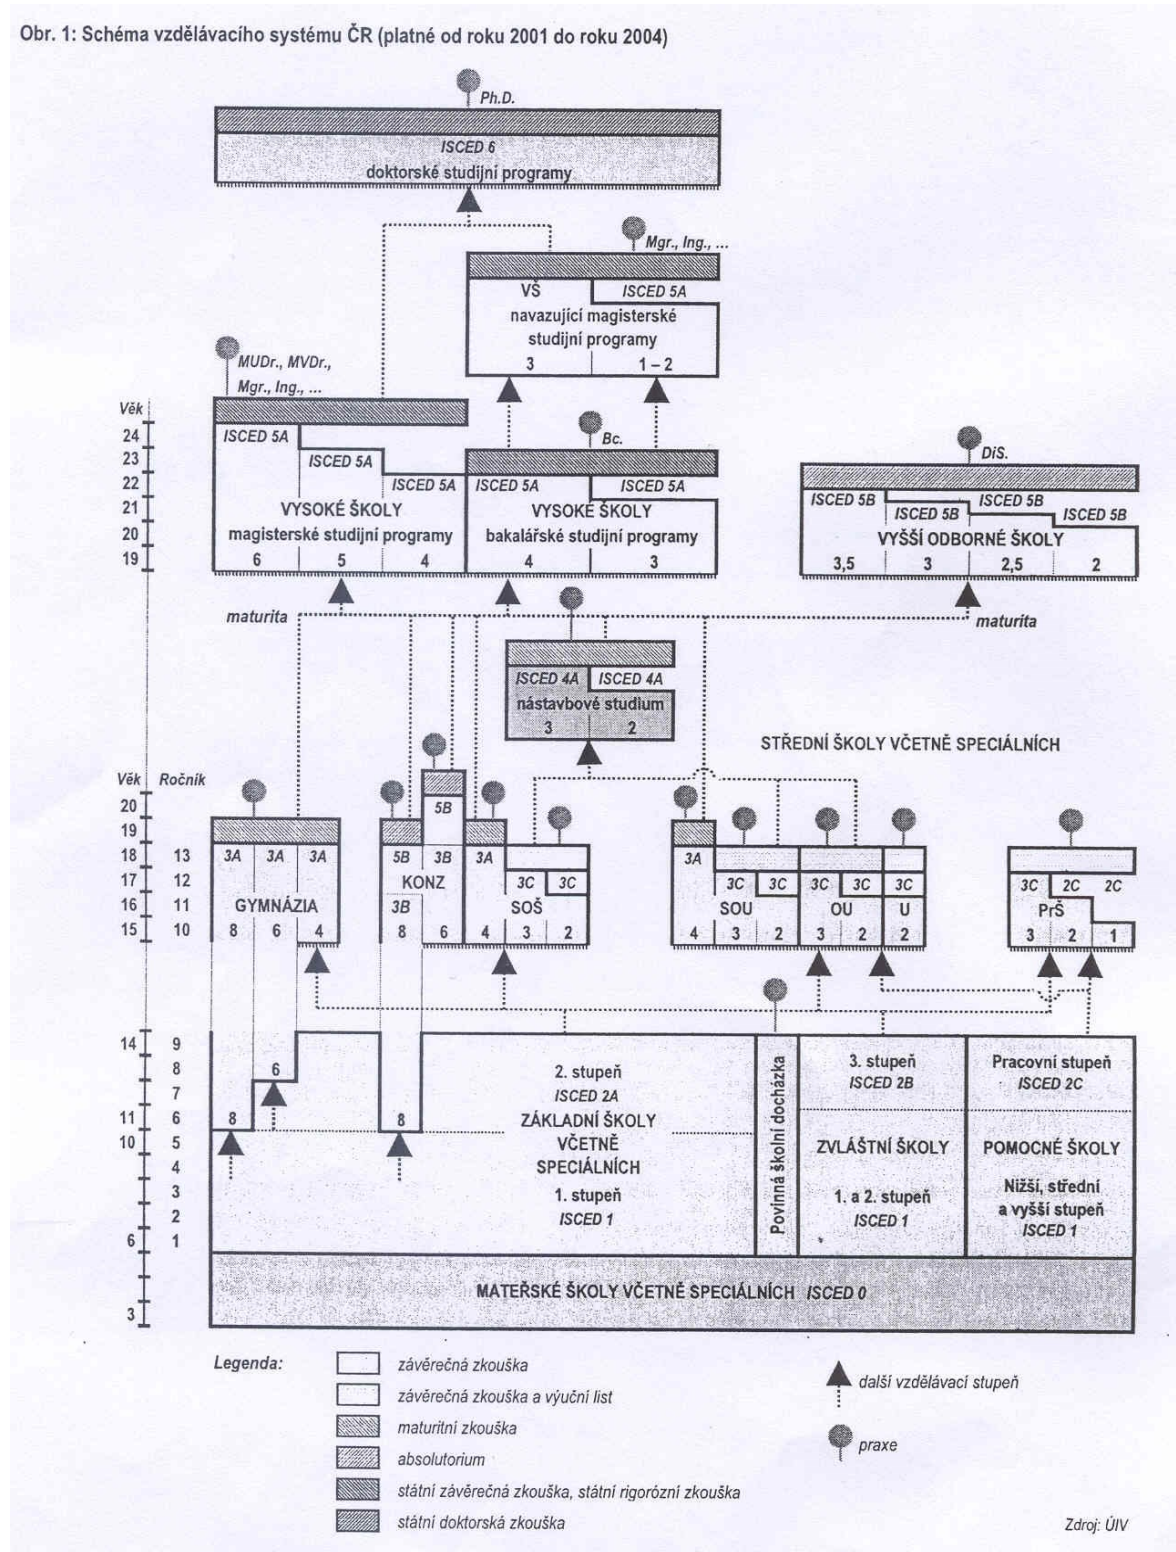 Obr. 1: Schéma vzdělávacího systému ČR (platné od roku 2001 do roku 2004)
Ph.D.
ISCED 6
doktorské studijní programy
Mgr., Ing., ...
VŠ
ISCED 5A
navazující magisterské
studijní programy
3
1 – 2
MUDr., MVDr.,
Mgr., Ing., ...
Bc.
DiS.
Věk
24
23
22
21
20
19
ISCED 5A
ISCED 5A
ISCED 5A
VYSOKÉ ŠKOLY
magisterské studijní programy
6
5
4
ISCED 5A
ISCED 5A
VYSOKÉ ŠKOLY
bakalářské studijní programy
4
3
ISCED 5B
ISCED 5B
ISCED 5B
ISCED 5B
VYŠŠÍ ODBORNÉ ŠKOLY
3,5
3
2,5
2
maturita
maturita
ISCED 4A
ISCED 4A
nástavbové studium
3
2
STŘEDNÍ ŠKOLY VČETNĚ SPECIÁLNÍCH
Věk
Ročník
20
19
18
13
17
12
16
11
15
10
3A
3A
3A
GYMNÁZIA
8
6
4
5B
5B
3B
KONZ
3B
8
6
3A
3C
3C
SOŠ
4
3
2
3A
3C
3C
SOU
4
3
2
3C
3C
OU
3
2
3C
U
2
3C
2C
2C
PrŠ
3
2
1
14
9
8
7
11
6
10
5
4
3
2
6
1
3
8
6
8
2. stupeň
ISCED 2A
ZÁKLADNÍ ŠKOLY
VČETNĚ
SPECIÁLNÍCH
1. stupeň
ISCED 1
Povinná školní docházka
3. stupeň
ISCED 2B
ZVLÁŠTNÍ ŠKOLY
1. a 2. stupeň
ISCED 1
Pracovní stupeň
ISCED 2C
POMOCNÉ ŠKOLY
Nižší, střední
a vyšší stupeň
ISCED 1
MATEŘSKÉ ŠKOLY VČETNĚ SPECIÁLNÍCH ISCED 0
Legenda:
závěrečná zkouška
závěrečná zkouška a výuční list
maturitní zkouška
absolutorium
státní závěrečná zkouška, státní rigorózní zkouška
státní doktorská zkouška
další vzdělávací stupeň
praxe
Zdroj: ÚIV